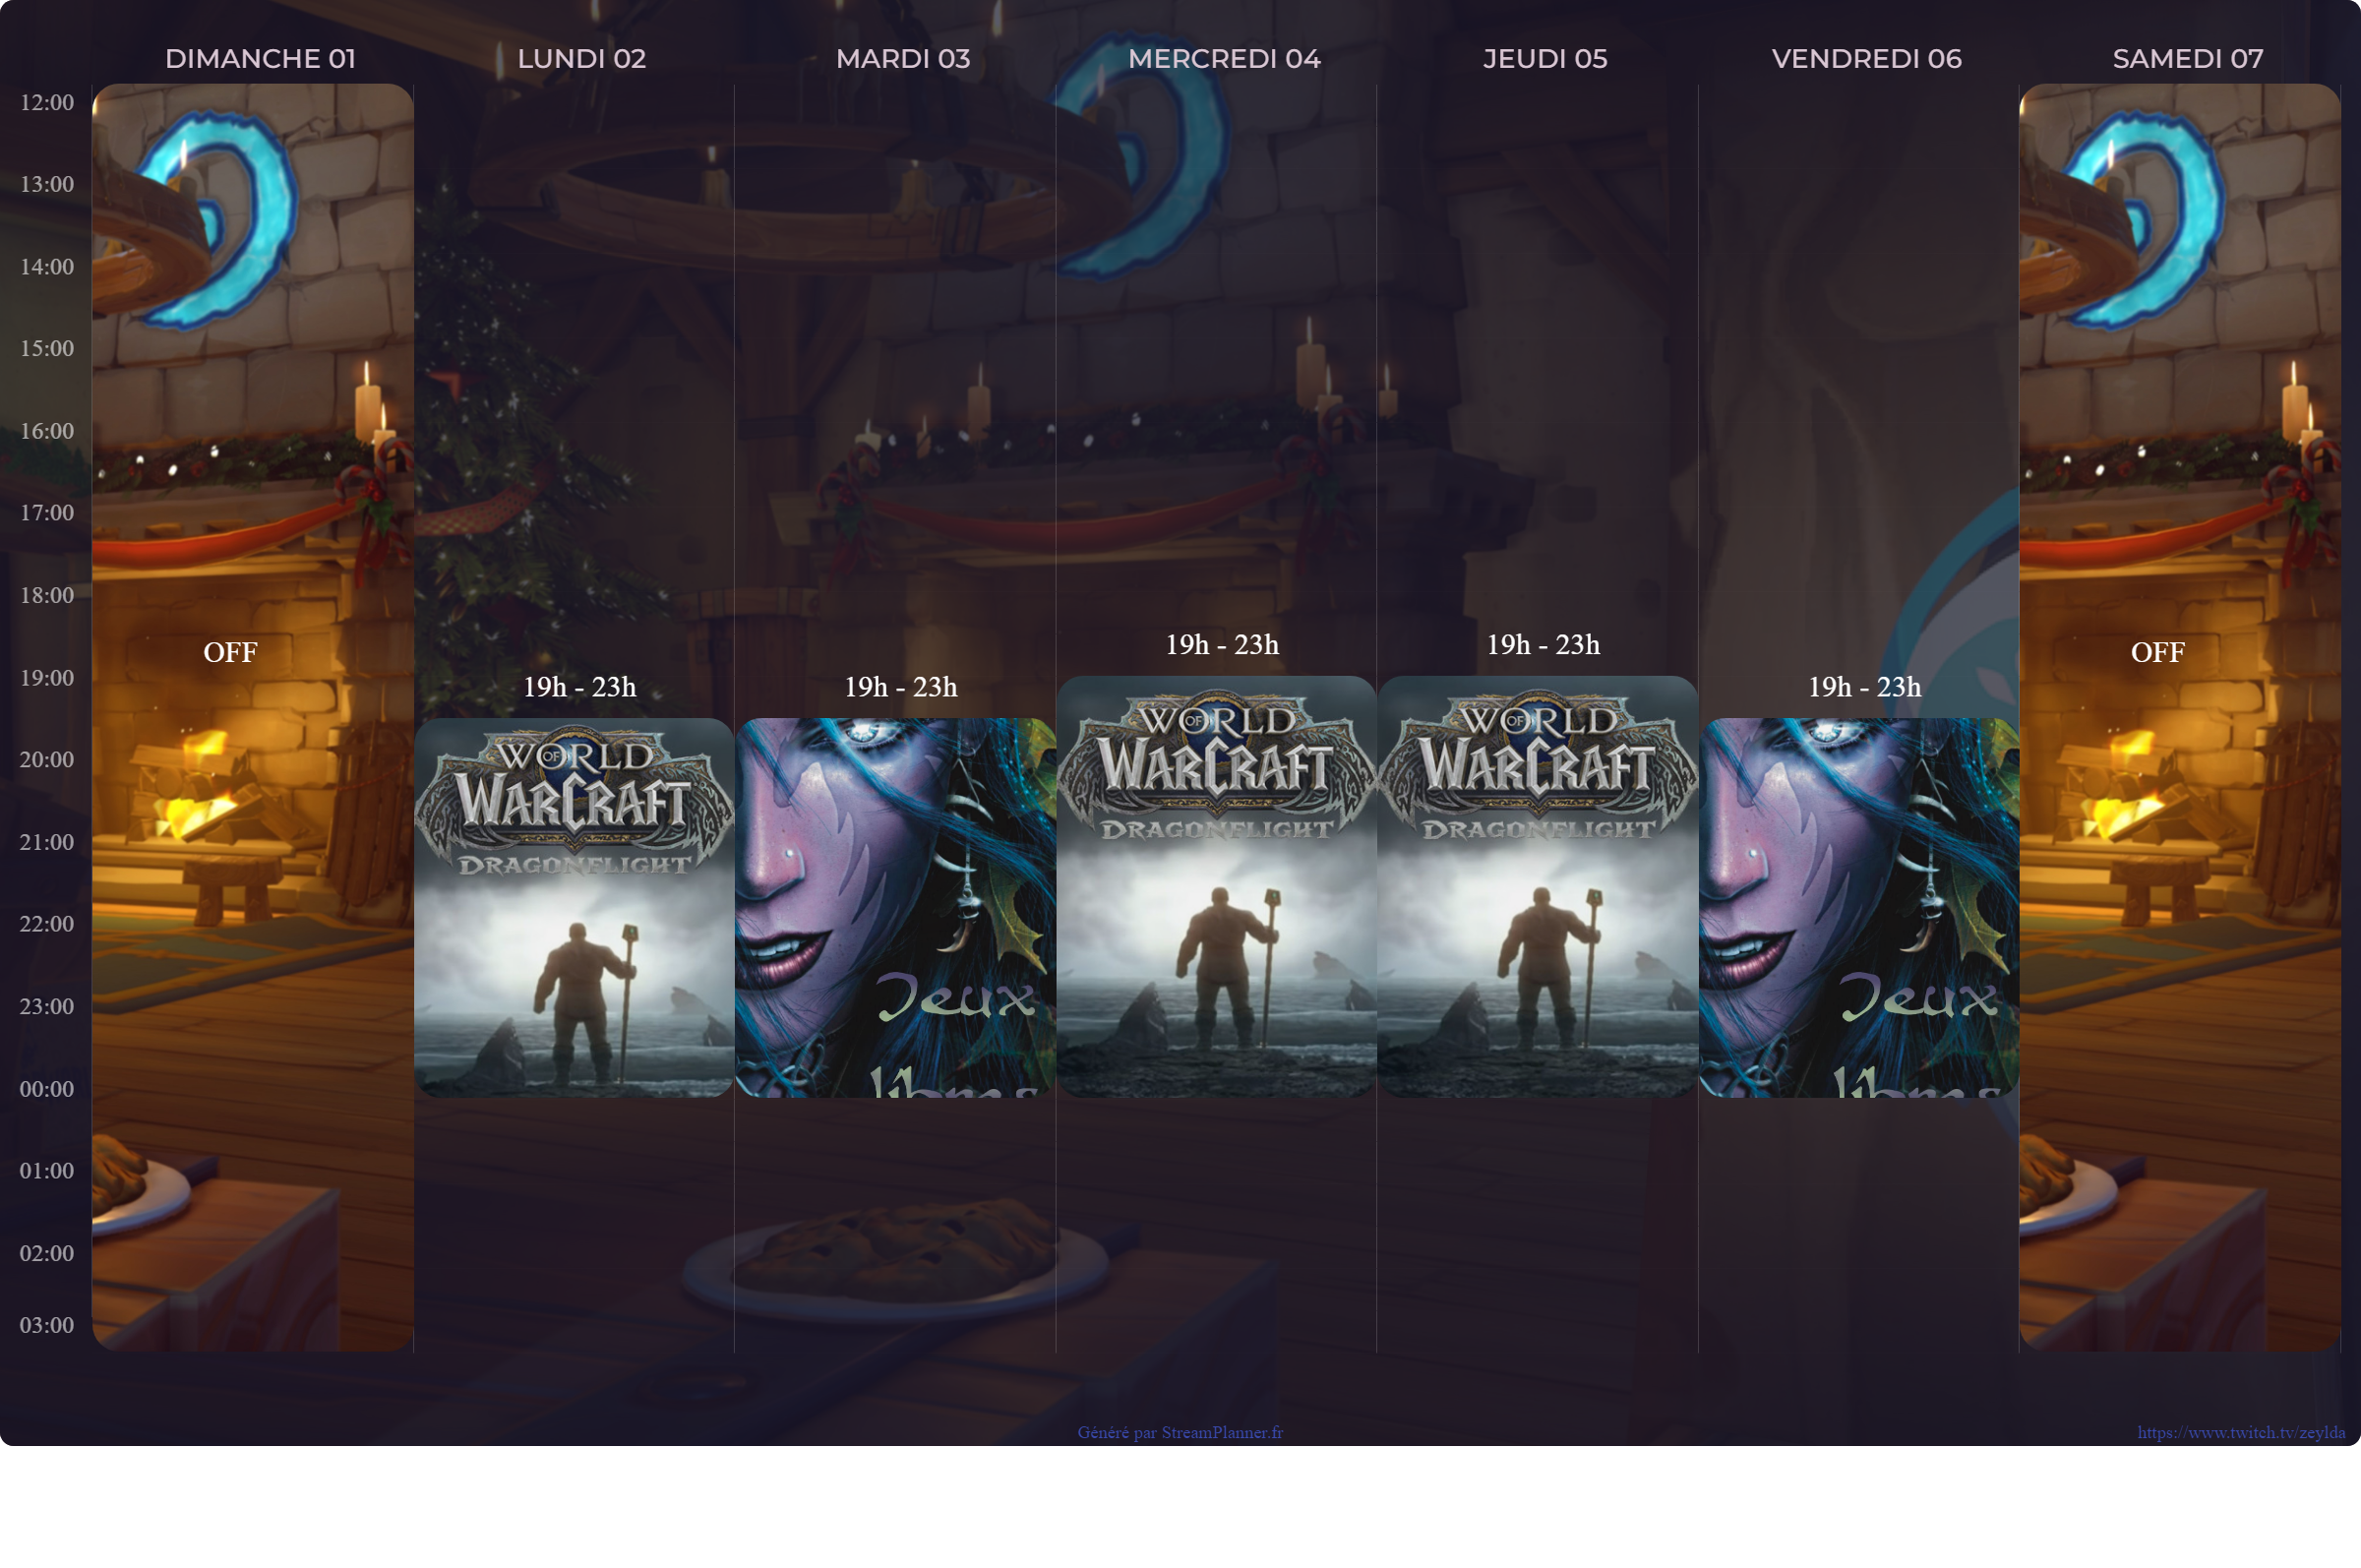 DIMANCHE 01
LUNDI 02
MARDI 03
MERCREDI 04
JEUDI 05
VENDREDI 06
SAMEDI 07
12:00
13:00
14:00
15:00
16:00
17:00
18:00
19:00
20:00
21:00
22:00
23:00
00:00
01:00
02:00
03:00
OFF
19h - 23h
WORLD OF
WARCRAFT
DRAGONFLIGHT
19h - 23h
Jeux
libres
19h - 23h
WORLD OF
WARCRAFT
DRAGONFLIGHT
19h - 23h
WORLD OF
WARCRAFT
DRAGONFLIGHT
19h - 23h
Jeux
libres
OFF
Généré par StreamPlanner.fr
https://www.twitch.tv/zeylda